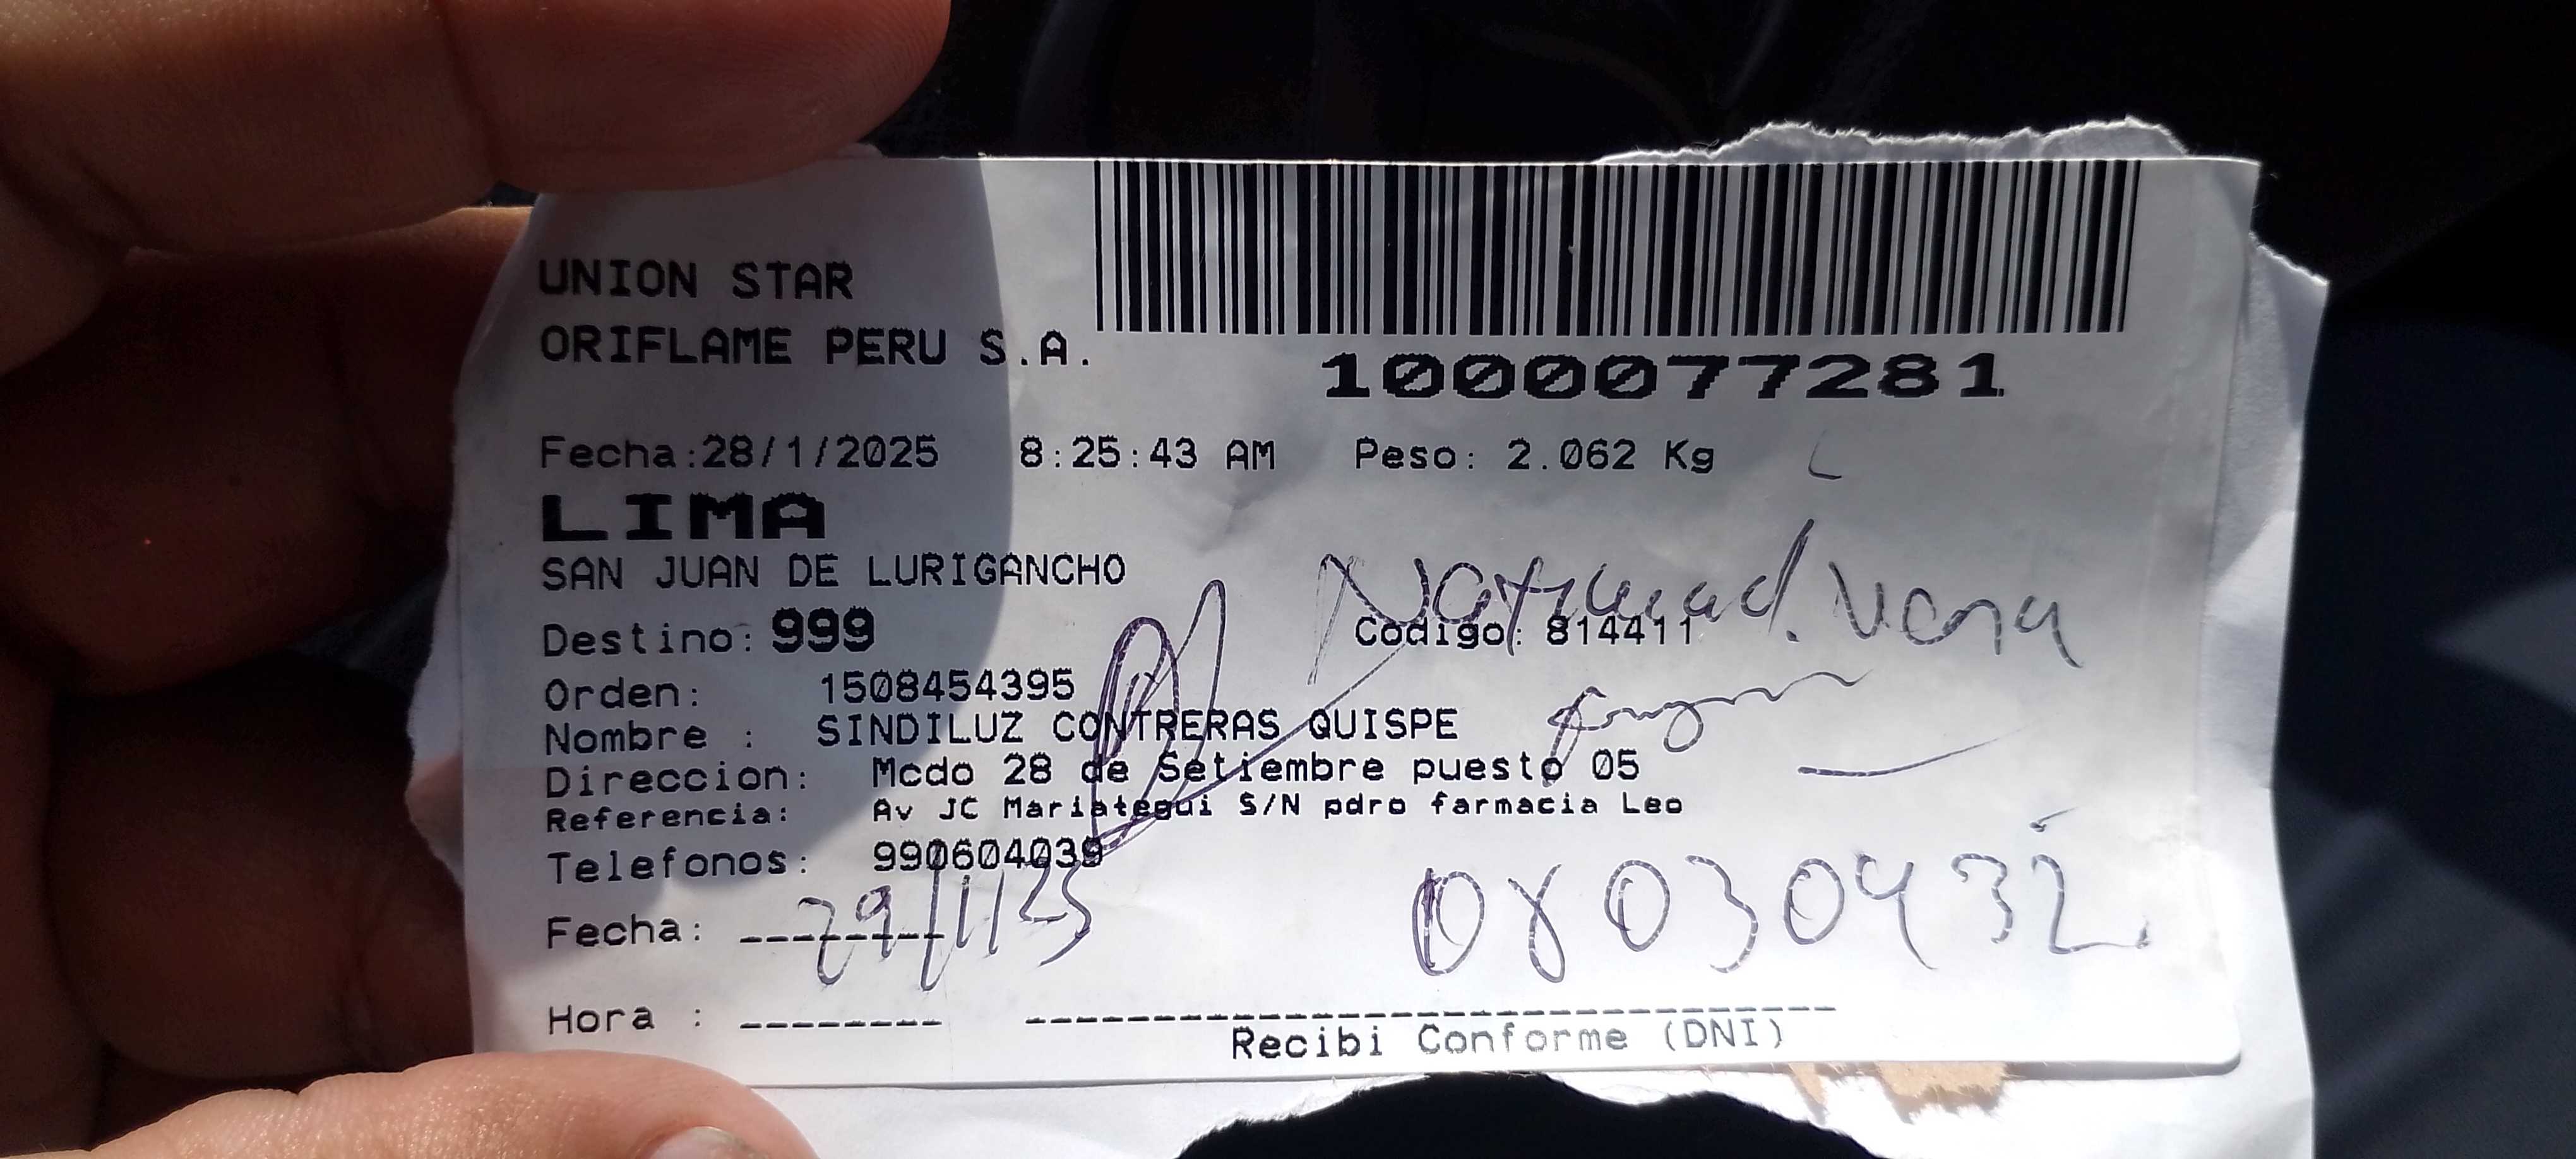 UNION STAR
ORIFLAME PERU S.A.
1000077281
Fecha:28/1/2025 8:25:43 AM Peso: 2.062 Kg
LIMA
SAN JUAN DE LURIGANCHO
Destino: 999 Codigo: 814411
Natividad Vera
Orden: 1508454395
Nombre : SINDILUZ CONTRERAS QUISPE
Direccion: Mcdo 28 de Setiembre puesto 05
Referencia: Av JC Mariategui S/N pdro farmacia Leo
Telefonos: 990604039
Fecha: 29/1/25
08030432
Hora : 
Recibi Conforme (DNI)